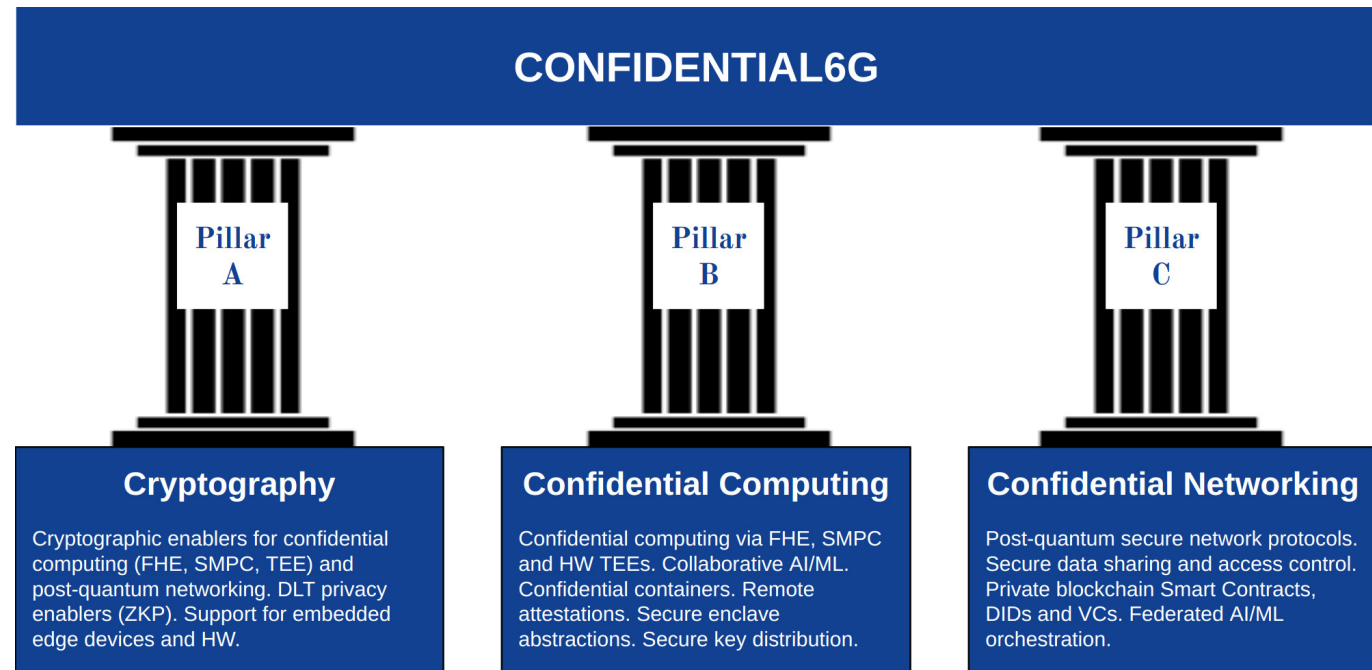 CONFIDENTIAL6G
Pillar
A
Pillar
B
Pillar
C
Cryptography
Cryptographic enablers for confidential
computing (FHE, SMPC, TEE) and
post-quantum networking. DLT privacy
enablers (ZKP). Support for embedded
edge devices and HW.
Confidential Computing
Confidential computing via FHE, SMPC
and HW TEEs. Collaborative AI/ML.
Confidential containers. Remote
attestations. Secure enclave
abstractions. Secure key distribution.
Confidential Networking
Post-quantum secure network protocols.
Secure data sharing and access control.
Private blockchain Smart Contracts,
DIDs and VCs. Federated AI/ML
orchestration.